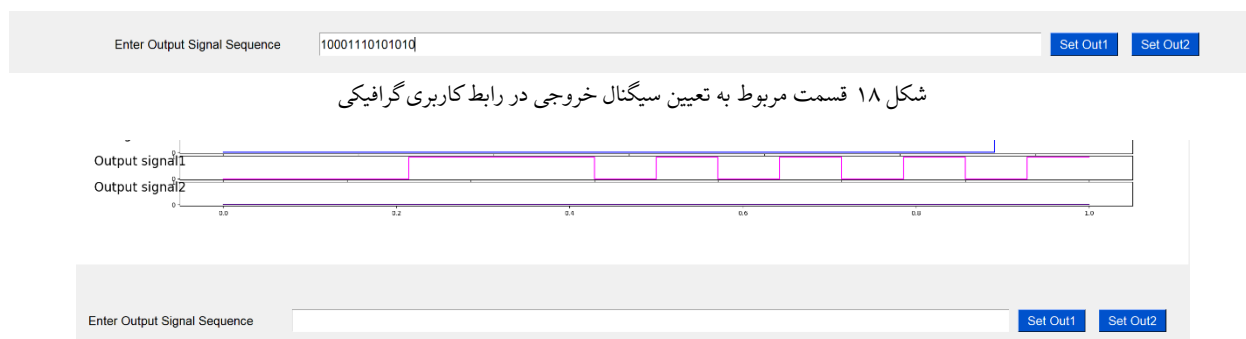 Enter Output Signal Sequence 10001110101010 Set Out1 Set Out2
شکل ۱۸ قسمت مربوط به تعیین سیگنال خروجی در رابط کاربری گرافیکی
0
Output signal1
0
Output signal2
0
0.0 0.2 0.4 0.6 0.8 1.0
Enter Output Signal Sequence Set Out1 Set Out2